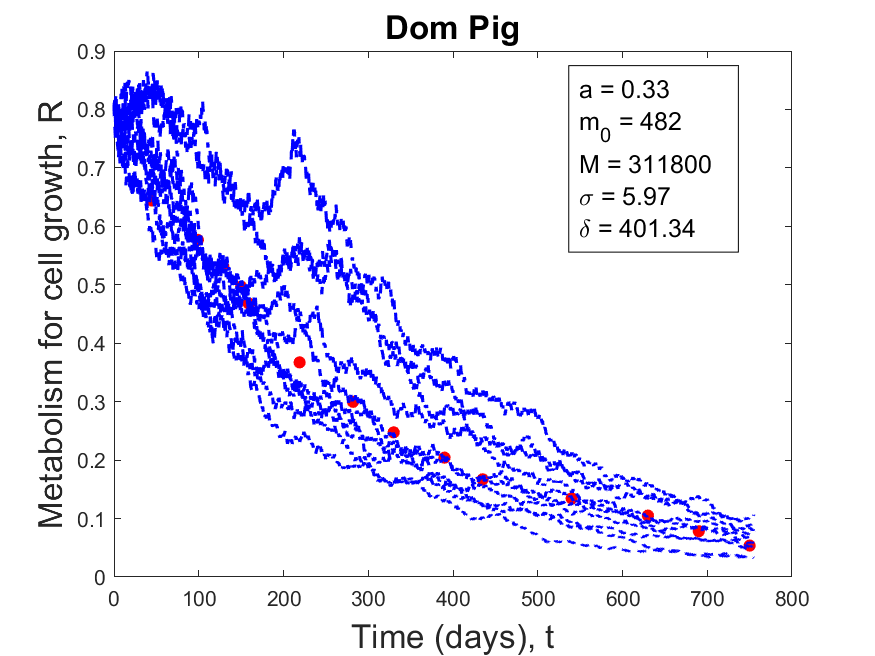 Dom Pig
0.9
0.8
0.7
0.6
0.5
0.4
0.3
0.2
0.1
0
Metabolism for cell growth, R
a = 0.33
m₀ = 482
M = 311800
σ = 5.97
δ = 401.34
0 100 200 300 400 500 600 700 800
Time (days), t